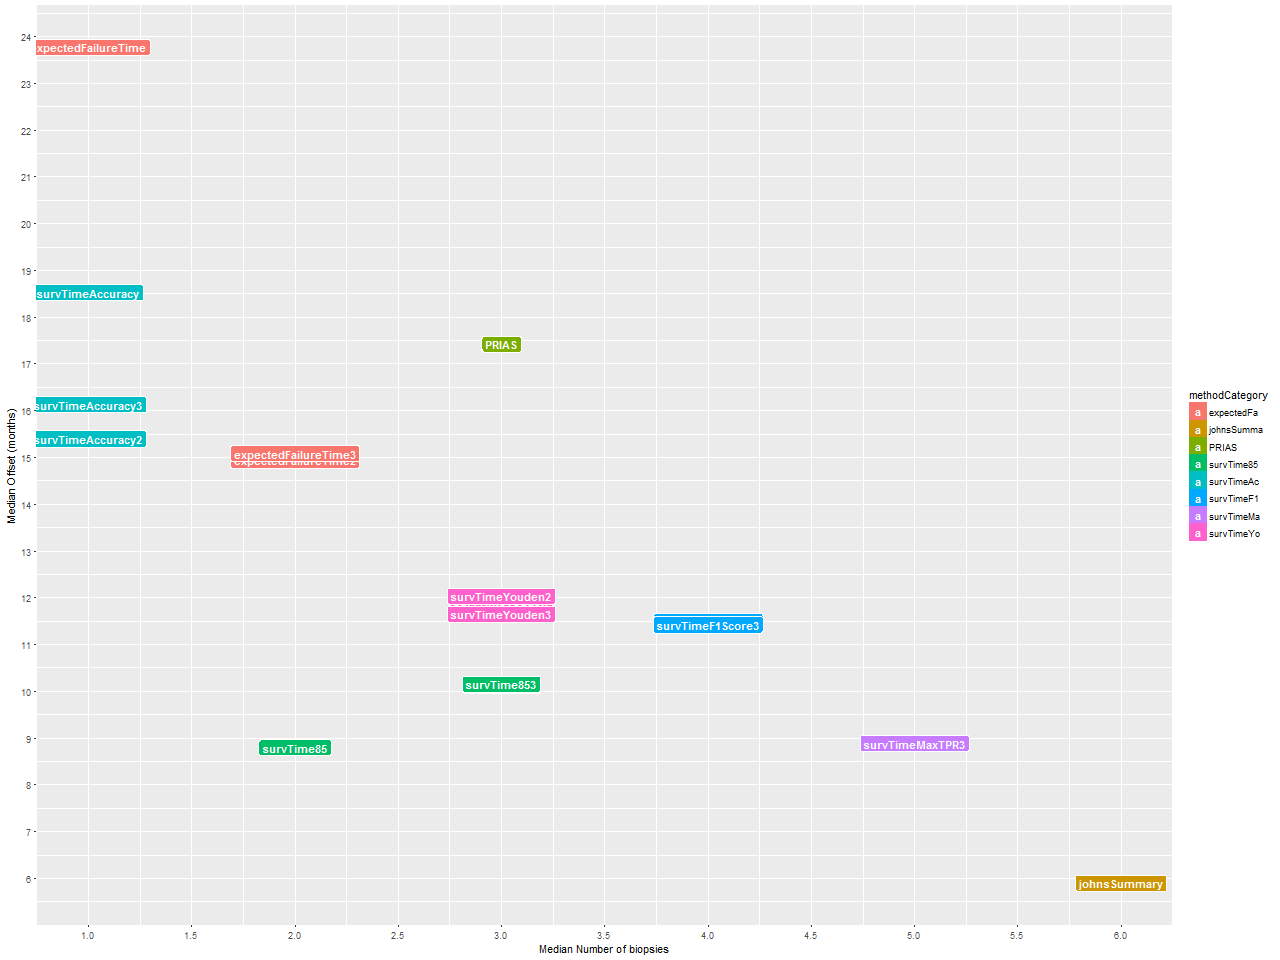 Median Offset (months)
24
23
22
21
20
19
18
17
16
15
14
13
12
11
10
9
8
7
6
xpectedFailureTime
survTimeAccuracy
PRIAS
survTimeAccuracy3
survTimeAccuracy2
expectedFailureTime3
expectedFailureTime2
survTimeYouden2
survTimeYouden3
survTimeF1Score3
survTime853
survTime85
survTimeMaxTPR3
johnsSummary
1.0 1.5 2.0 2.5 3.0 3.5 4.0 4.5 5.0 5.5 6.0
Median Number of biopsies
methodCategory
a expectedFa
a johnsSumma
a PRIAS
a survTime85
a survTimeAc
a survTimeF1
a survTimeMa
a survTimeYo